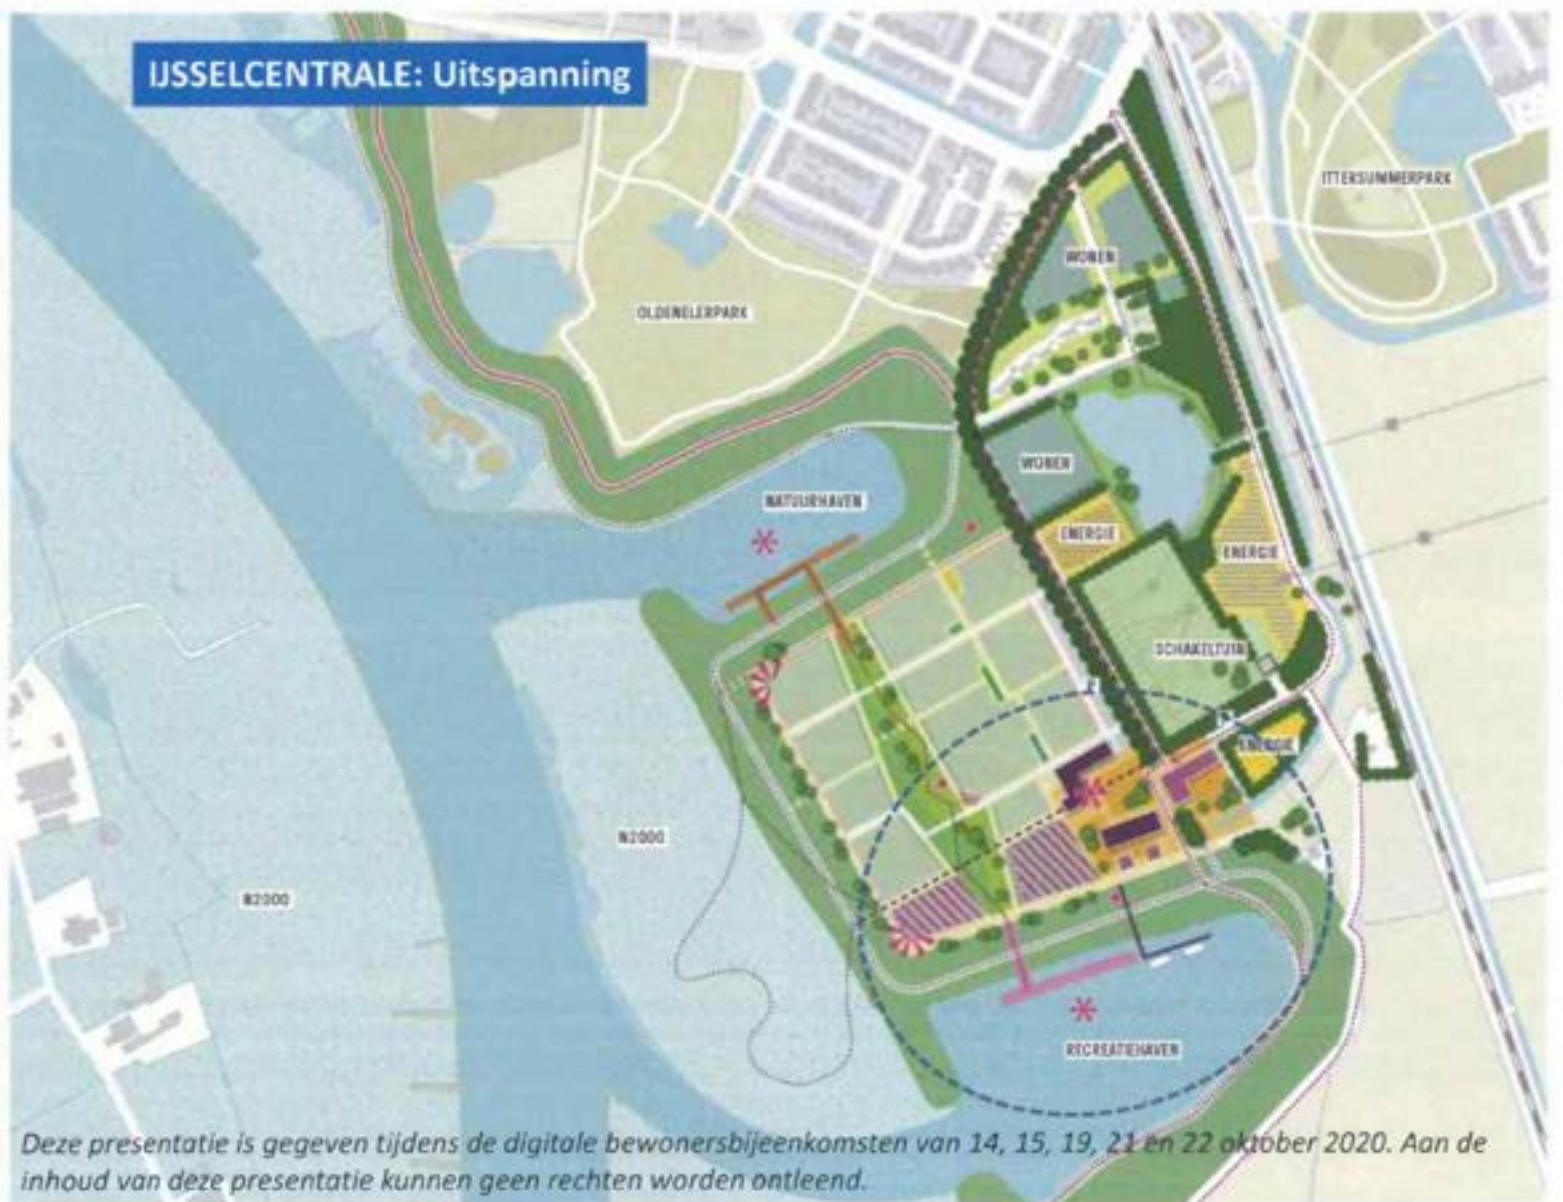 IJSSELCENTRALE: Uitspanning
ITTERSUMMERPARK
WONEN
OLDENELERPARK
WONEN
NATUURHAVEN
ENERGIE
ENERGIE
SCHAKELTUIN
ENERGIE
N2000
N2000
RECREATIEHAVEN
Deze presentatie is gegeven tijdens de digitale bewonersbijeenkomsten van 14, 15, 19, 21 en 22 oktober 2020. Aan de
inhoud van deze presentatie kunnen geen rechten worden ontleend.